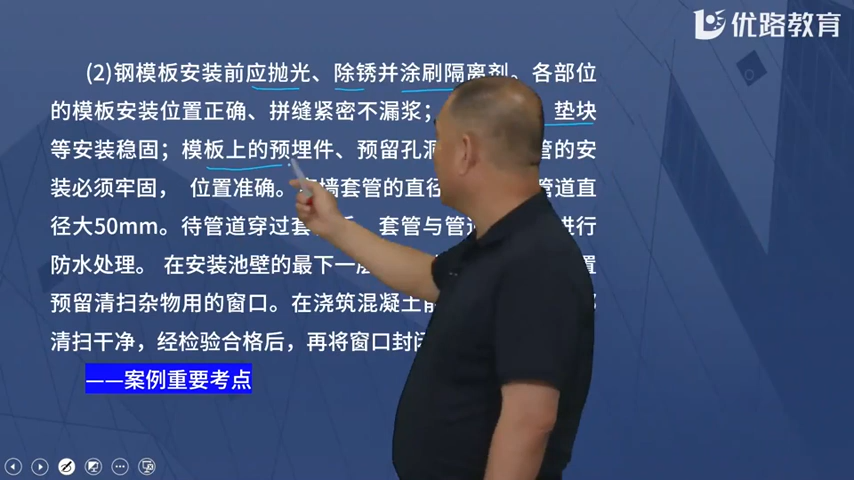 优路教育
(2)钢模板安装前应抛光、除锈并涂刷隔离剂。各部位
的模板安装位置正确、拼缝紧密不漏浆；垫块
等安装稳固；模板上的预埋件、预留孔洞管的安
装必须牢固，位置准确。墙套管的直径管道直
径大50mm。待管道穿过套后，套管与管进行
防水处理。在安装池壁的最下一层置
预留清扫杂物用的窗口。在浇筑混凝土前
清扫干净，经检验合格后，再将窗口封闭
——案例重要考点